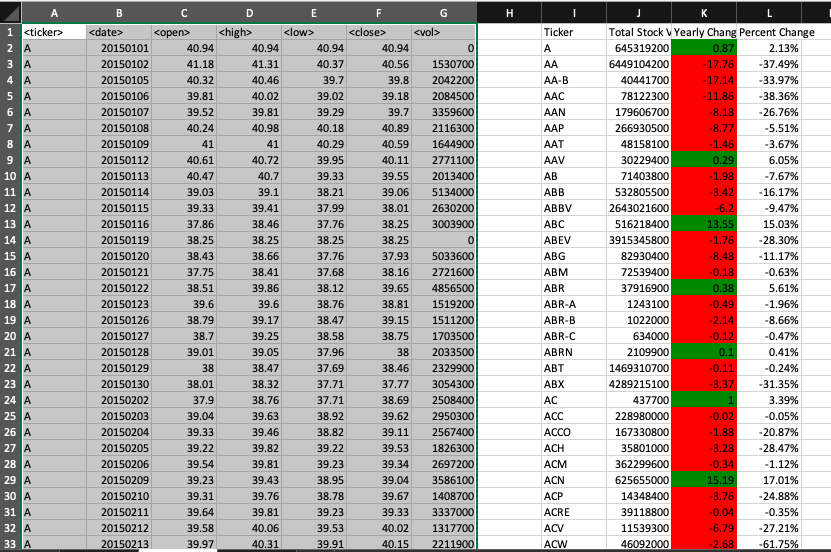 A B C D E F G H I J K L
1 <ticker> <date> <open> <high> <low> <close> <vol> Ticker Total Stock V Yearly Chang Percent Change
2 A 20150101 40.94 40.94 40.94 40.94 0 A 645319200 0.87 2.13%
3 A 20150102 41.18 41.31 40.37 40.56 1530700 AA 6449104200 -17.76 -37.49%
4 A 20150105 40.32 40.46 39.7 39.8 2042200 AA-B 40441700 -17.14 -33.97%
5 A 20150106 39.81 40.02 39.02 39.18 2084500 AAC 78122300 -11.86 -38.36%
6 A 20150107 39.52 39.81 39.29 39.7 3359600 AAN 179606700 -8.18 -26.76%
7 A 20150108 40.24 40.98 40.18 40.89 2116300 AAP 266930500 -8.77 -5.51%
8 A 20150109 41 41 40.29 40.59 1644900 AAT 48158100 -1.46 -3.67%
9 A 20150112 40.61 40.72 39.95 40.11 2771100 AAV 30229400 0.29 6.05%
10 A 20150113 40.47 40.7 39.33 39.55 2013400 AB 71403800 -1.98 -7.67%
11 A 20150114 39.03 39.1 38.21 39.06 5134000 ABB 532805500 -3.42 -16.17%
12 A 20150115 39.33 39.41 37.99 38.01 2630200 ABBV 2643021600 -6.2 -9.47%
13 A 20150116 37.86 38.46 37.76 38.25 3003900 ABC 516218400 13.55 15.03%
14 A 20150119 38.25 38.25 38.25 38.25 0 ABEV 3915345800 -1.76 -28.30%
15 A 20150120 38.43 38.66 37.76 37.93 5033600 ABG 82930400 -8.48 -11.17%
16 A 20150121 37.75 38.41 37.68 38.16 2721600 ABM 72539400 -0.18 -0.63%
17 A 20150122 38.51 39.86 38.12 39.65 4856500 ABR 37916900 0.38 5.61%
18 A 20150123 39.6 39.6 38.76 38.81 1519200 ABR-A 1243100 -0.49 -1.96%
19 A 20150126 38.79 39.17 38.47 39.15 1511200 ABR-B 1022000 -2.14 -8.66%
20 A 20150127 38.7 39.25 38.58 38.75 1703500 ABR-C 634000 -0.12 -0.47%
21 A 20150128 39.01 39.05 37.96 38 2033500 ABRN 2109900 0.1 0.41%
22 A 20150129 38 38.47 37.69 38.46 2329900 ABT 1469310700 -0.11 -0.24%
23 A 20150130 38.01 38.32 37.71 37.77 3054300 ABX 4289215100 -3.37 -31.35%
24 A 20150202 37.9 38.76 37.71 38.69 2508400 AC 437700 1 3.39%
25 A 20150203 39.04 39.63 38.92 39.62 2950300 ACC 228980000 -0.02 -0.05%
26 A 20150204 39.33 39.46 38.82 39.11 2567400 ACCO 167330800 -1.88 -20.87%
27 A 20150205 39.22 39.82 39.22 39.53 1826300 ACH 35801000 -3.28 -28.47%
28 A 20150206 39.54 39.81 39.23 39.34 2697200 ACM 362299600 -0.34 -1.12%
29 A 20150209 39.23 39.43 38.95 39.04 3586100 ACN 625655000 15.19 17.01%
30 A 20150210 39.31 39.76 38.78 39.67 1408700 ACP 14348400 -3.76 -24.88%
31 A 20150211 39.64 39.81 39.23 39.33 3337000 ACRE 39118800 -0.04 -0.35%
32 A 20150212 39.58 40.06 39.53 40.02 1317700 ACV 11539300 -6.79 -27.21%
33 A 20150213 39.97 40.31 39.91 40.15 2211900 ACW 46092000 -2.68 -61.75%